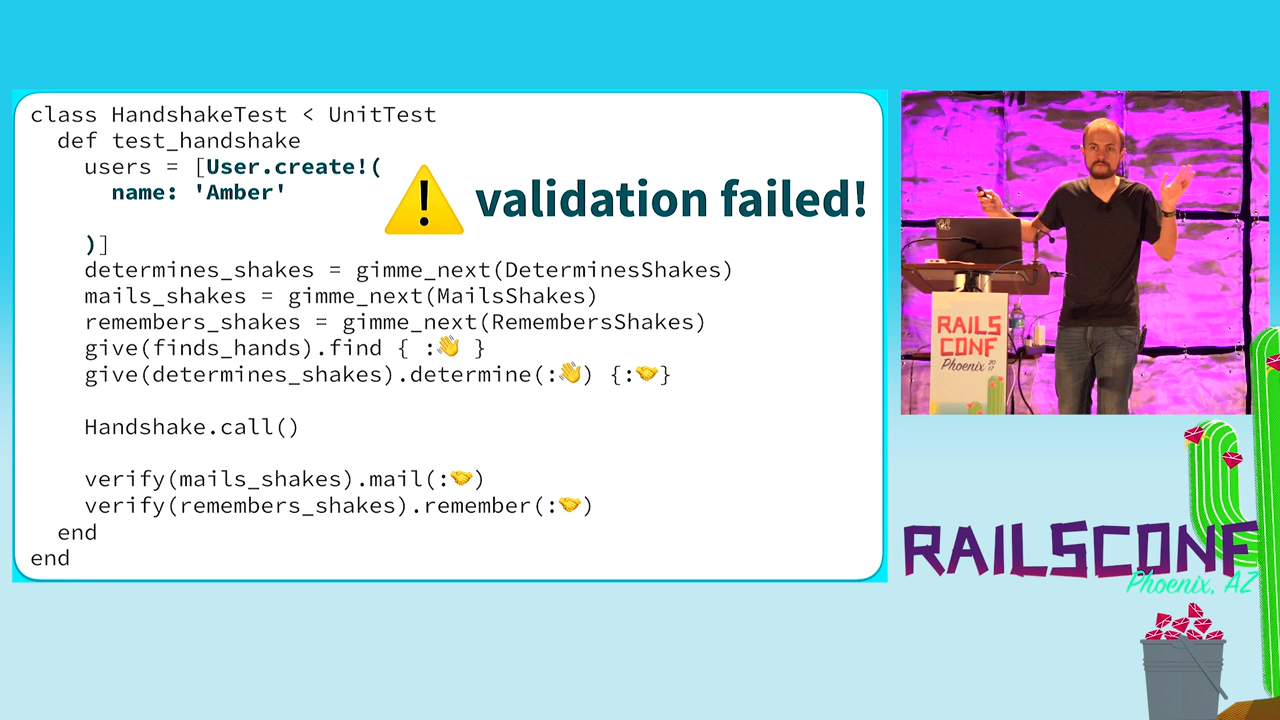 class HandshakeTest < UnitTest
def test_handshake
users = [User.create!(
name: 'Amber'
⚠️ validation failed!
)]
determines_shakes = gimme_next(DeterminesShakes)
mails_shakes = gimme_next(MailsShakes)
remembers_shakes = gimme_next(RemembersShakes)
give(finds_hands).find { :👋 }
give(determines_shakes).determine(:👋) {:🤝}
Handshake.call()
verify(mails_shakes).mail(:🤝)
verify(remembers_shakes).remember(:🤝)
end
end
RAILS
CONF
Phoenix 2017
RAILSCONF
Phoenix, AZ